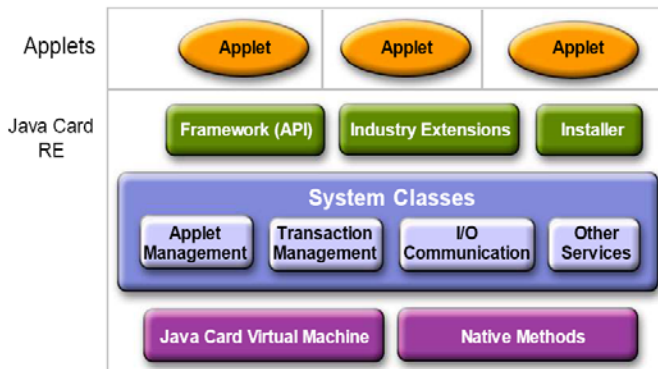 Applets
Applet
Applet
Applet
Java Card
RE
Framework (API)
Industry Extensions
Installer
System Classes
Applet
Management
Transaction
Management
I/O
Communication
Other
Services
Java Card Virtual Machine
Native Methods